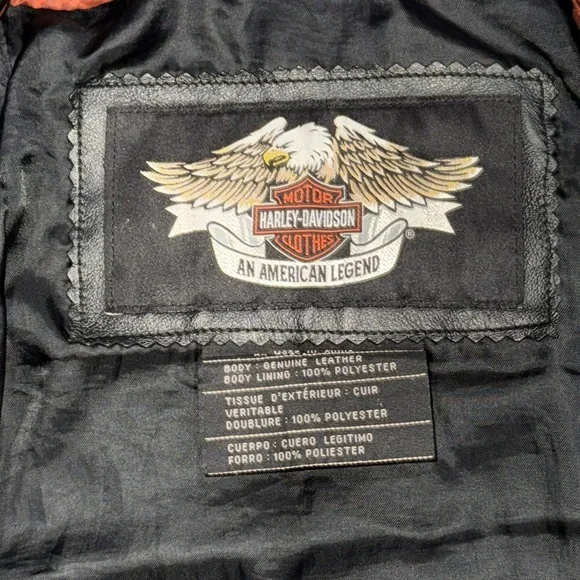 MOTOR
HARLEY-DAVIDSON
CLOTHES
®
AN AMERICAN LEGEND
BODY : GENUINE LEATHER
BODY LINING : 100% POLYESTER
TISSUE D'EXTÉRIEUR : CUIR
VERITABLE
DOUBLURE : 100% POLYESTER
CUERPO : CUERO LEGITIMO
FORRO : 100% POLIESTER